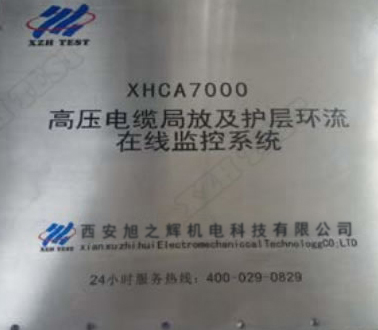 XZH TEST
XHCA7000
高压电缆局放及护层环流
在线监控系统
西安旭之辉机电科技有限公司
xianxuzhihuiElectromechaniccalTechnologgCO;LTD
24小时服务热线：400-029-0829